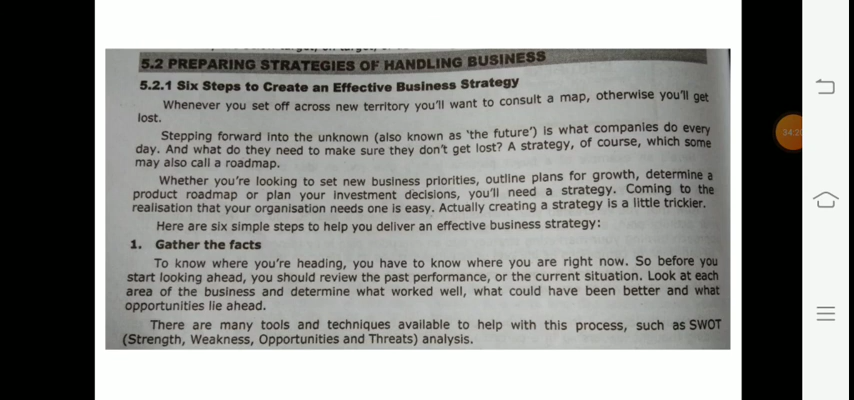 5.2 PREPARING STRATEGIES OF HANDLING BUSINESS
5.2.1 Six Steps to Create an Effective Business Strategy
Whenever you set off across new territory you'll want to consult a map, otherwise you'll get
lost.
Stepping forward into the unknown (also known as 'the future') is what companies do every
day. And what do they need to make sure they don't get lost? A strategy, of course, which some
may also call a roadmap.
Whether you're looking to set new business priorities, outline plans for growth, determine a
product roadmap or plan your investment decisions, you'll need a strategy. Coming to the
realisation that your organisation needs one is easy. Actually creating a strategy is a little trickier.
Here are six simple steps to help you deliver an effective business strategy:
1. Gather the facts
To know where you're heading, you have to know where you are right now. So before you
start looking ahead, you should review the past performance, or the current situation. Look at each
area of the business and determine what worked well, what could have been better and what
opportunities lie ahead.
There are many tools and techniques available to help with this process, such as SWOT
(Strength, Weakness, Opportunities and Threats) analysis.